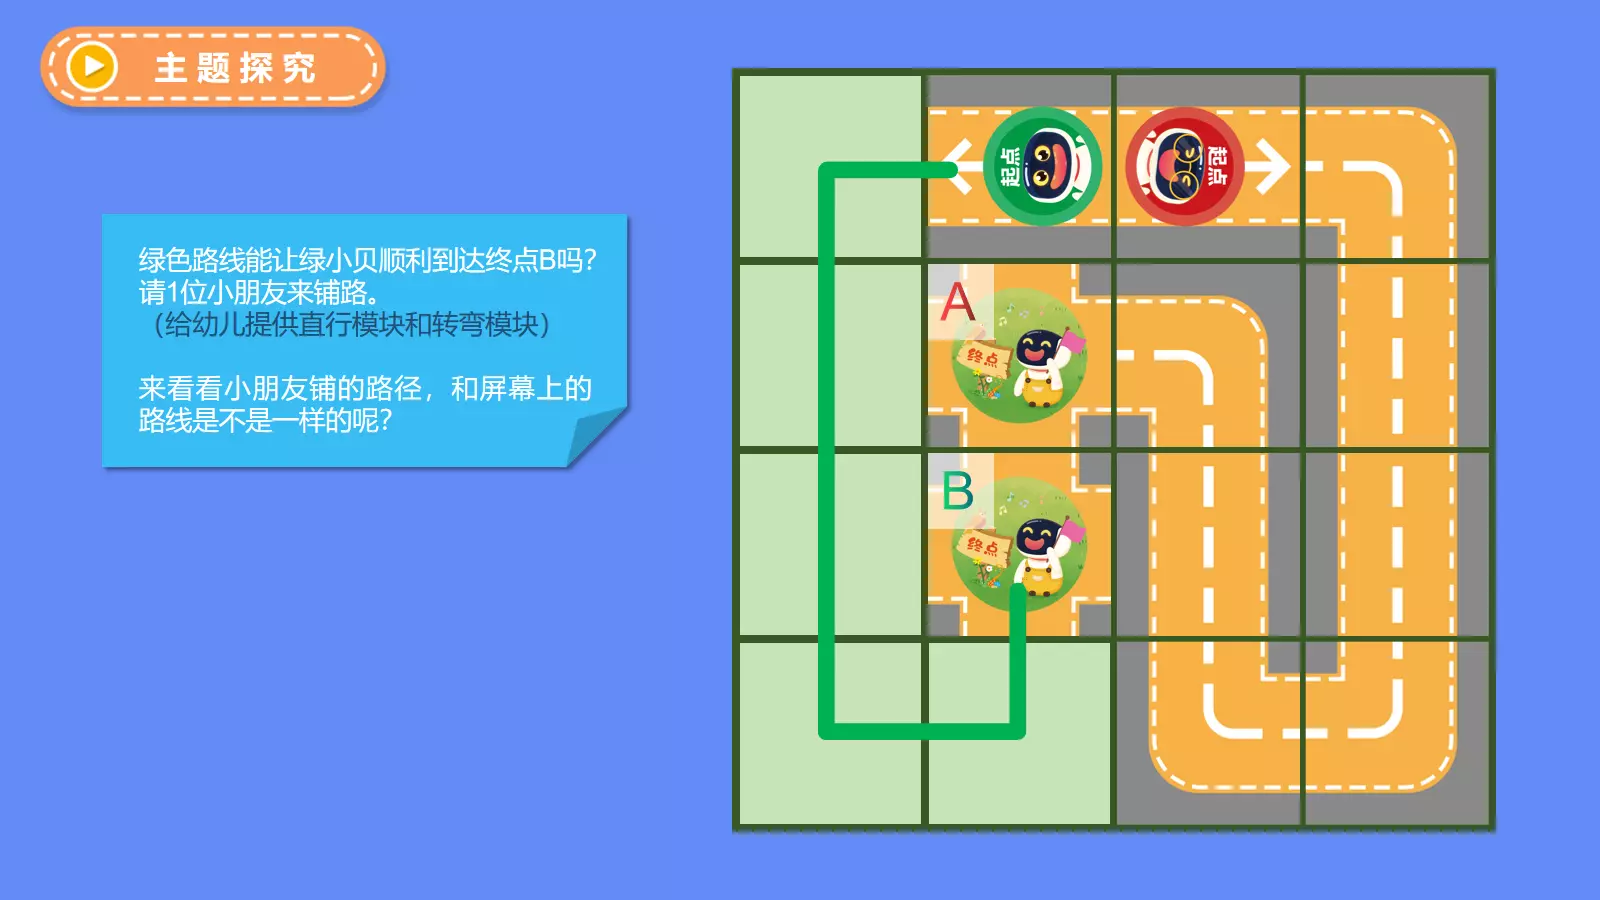 主题探究
绿色路线能让绿小贝顺利到达终点B吗？
请1位小朋友来铺路。
（给幼儿提供直行模块和转弯模块）
来看看小朋友铺的路径，和屏幕上的
路线是不是一样的呢？
起点
起点
A
终点
B
终点